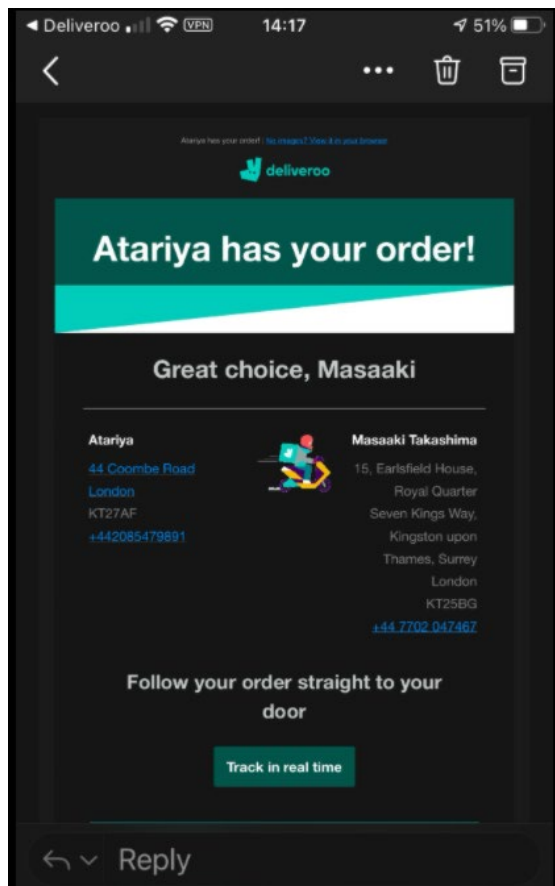 ◄ Deliveroo VPN 14:17 51%
Atariya has your order! : No images? View it in your browser
deliveroo
Atariya has your order!
Great choice, Masaaki
Atariya
44 Coombe Road
London
KT27AF
+442085479891
Masaaki Takashima
15, Earlsfield House,
Royal Quarter
Seven Kings Way,
Kingston upon
Thames, Surrey
London
KT25BG
+44 7702 047467
Follow your order straight to your
door
Track in real time
Reply